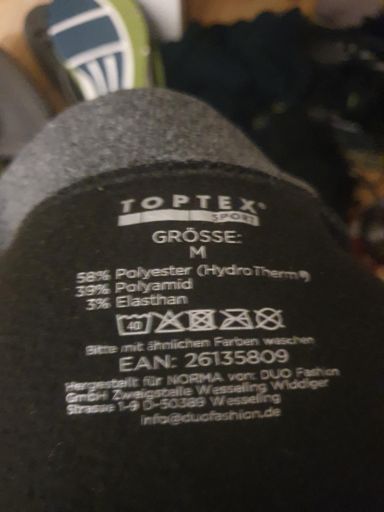 TOPTEX®
SPORT
GRÖSSE:
M
58% Polyester (HydroTherm®)
39% Polyamid
3% Elasthan
40
Bitte mit ähnlichen Farben waschen
EAN: 26135809
Hergestellt für NORMA von: DUO Fashion
GmbH Zweigstelle Wesseling Widdiger
Strasse 1-9 D-50389 Wesseling
info@duofashion.de